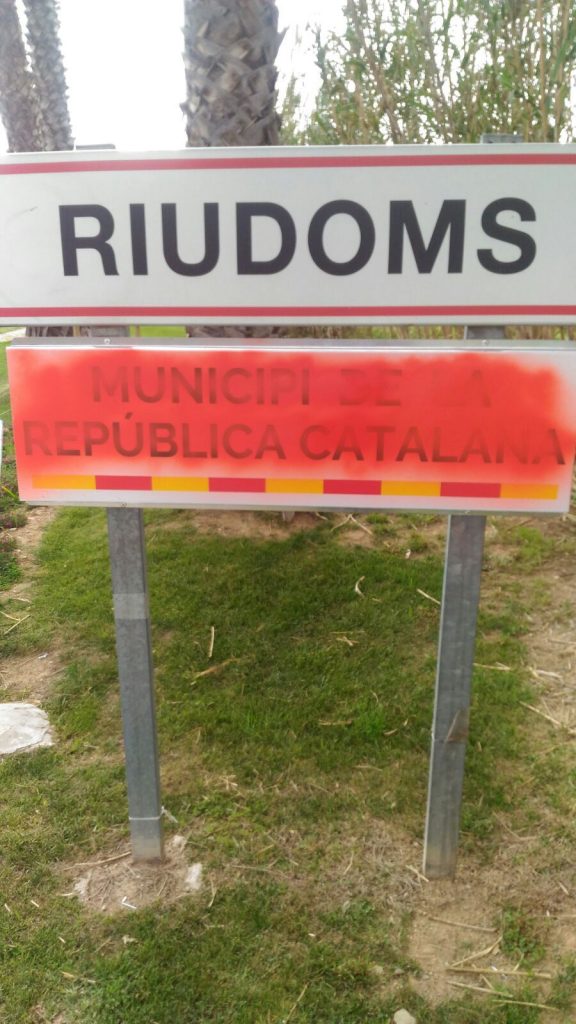 RIUDOMS
MUNICIPI DE LA
REPÚBLICA CATALANA